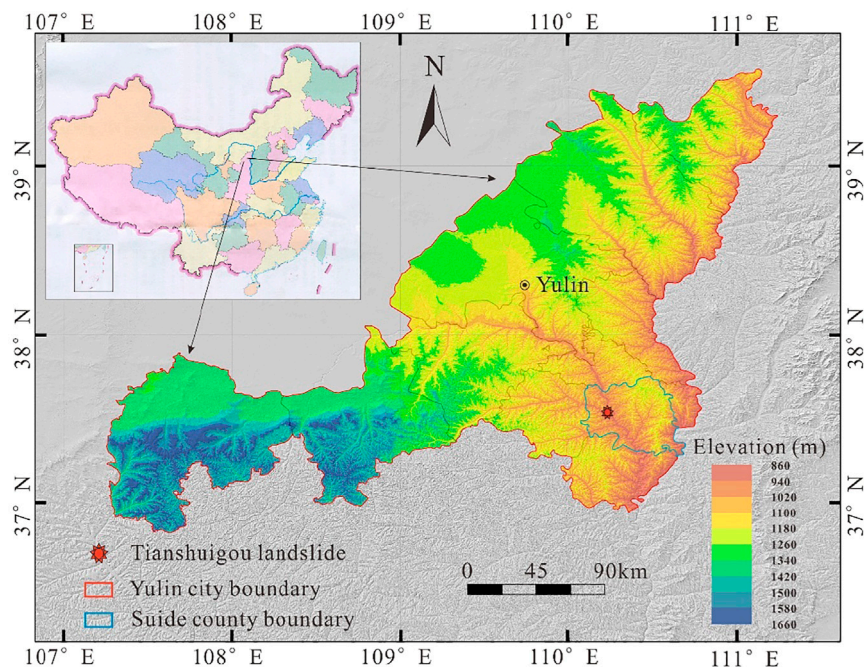 107° E
108° E
109° E
110° E
111° E
N
39° N
39° N
Yulin
38° N
38° N
Elevation (m)
860
940
1020
1100
1180
1260
1340
1420
1500
1580
1660
37° N
37° N
Tianshuigou landslide
Yulin city boundary
Suide county boundary
0 45 90km
107° E
108° E
109° E
110° E
111° E